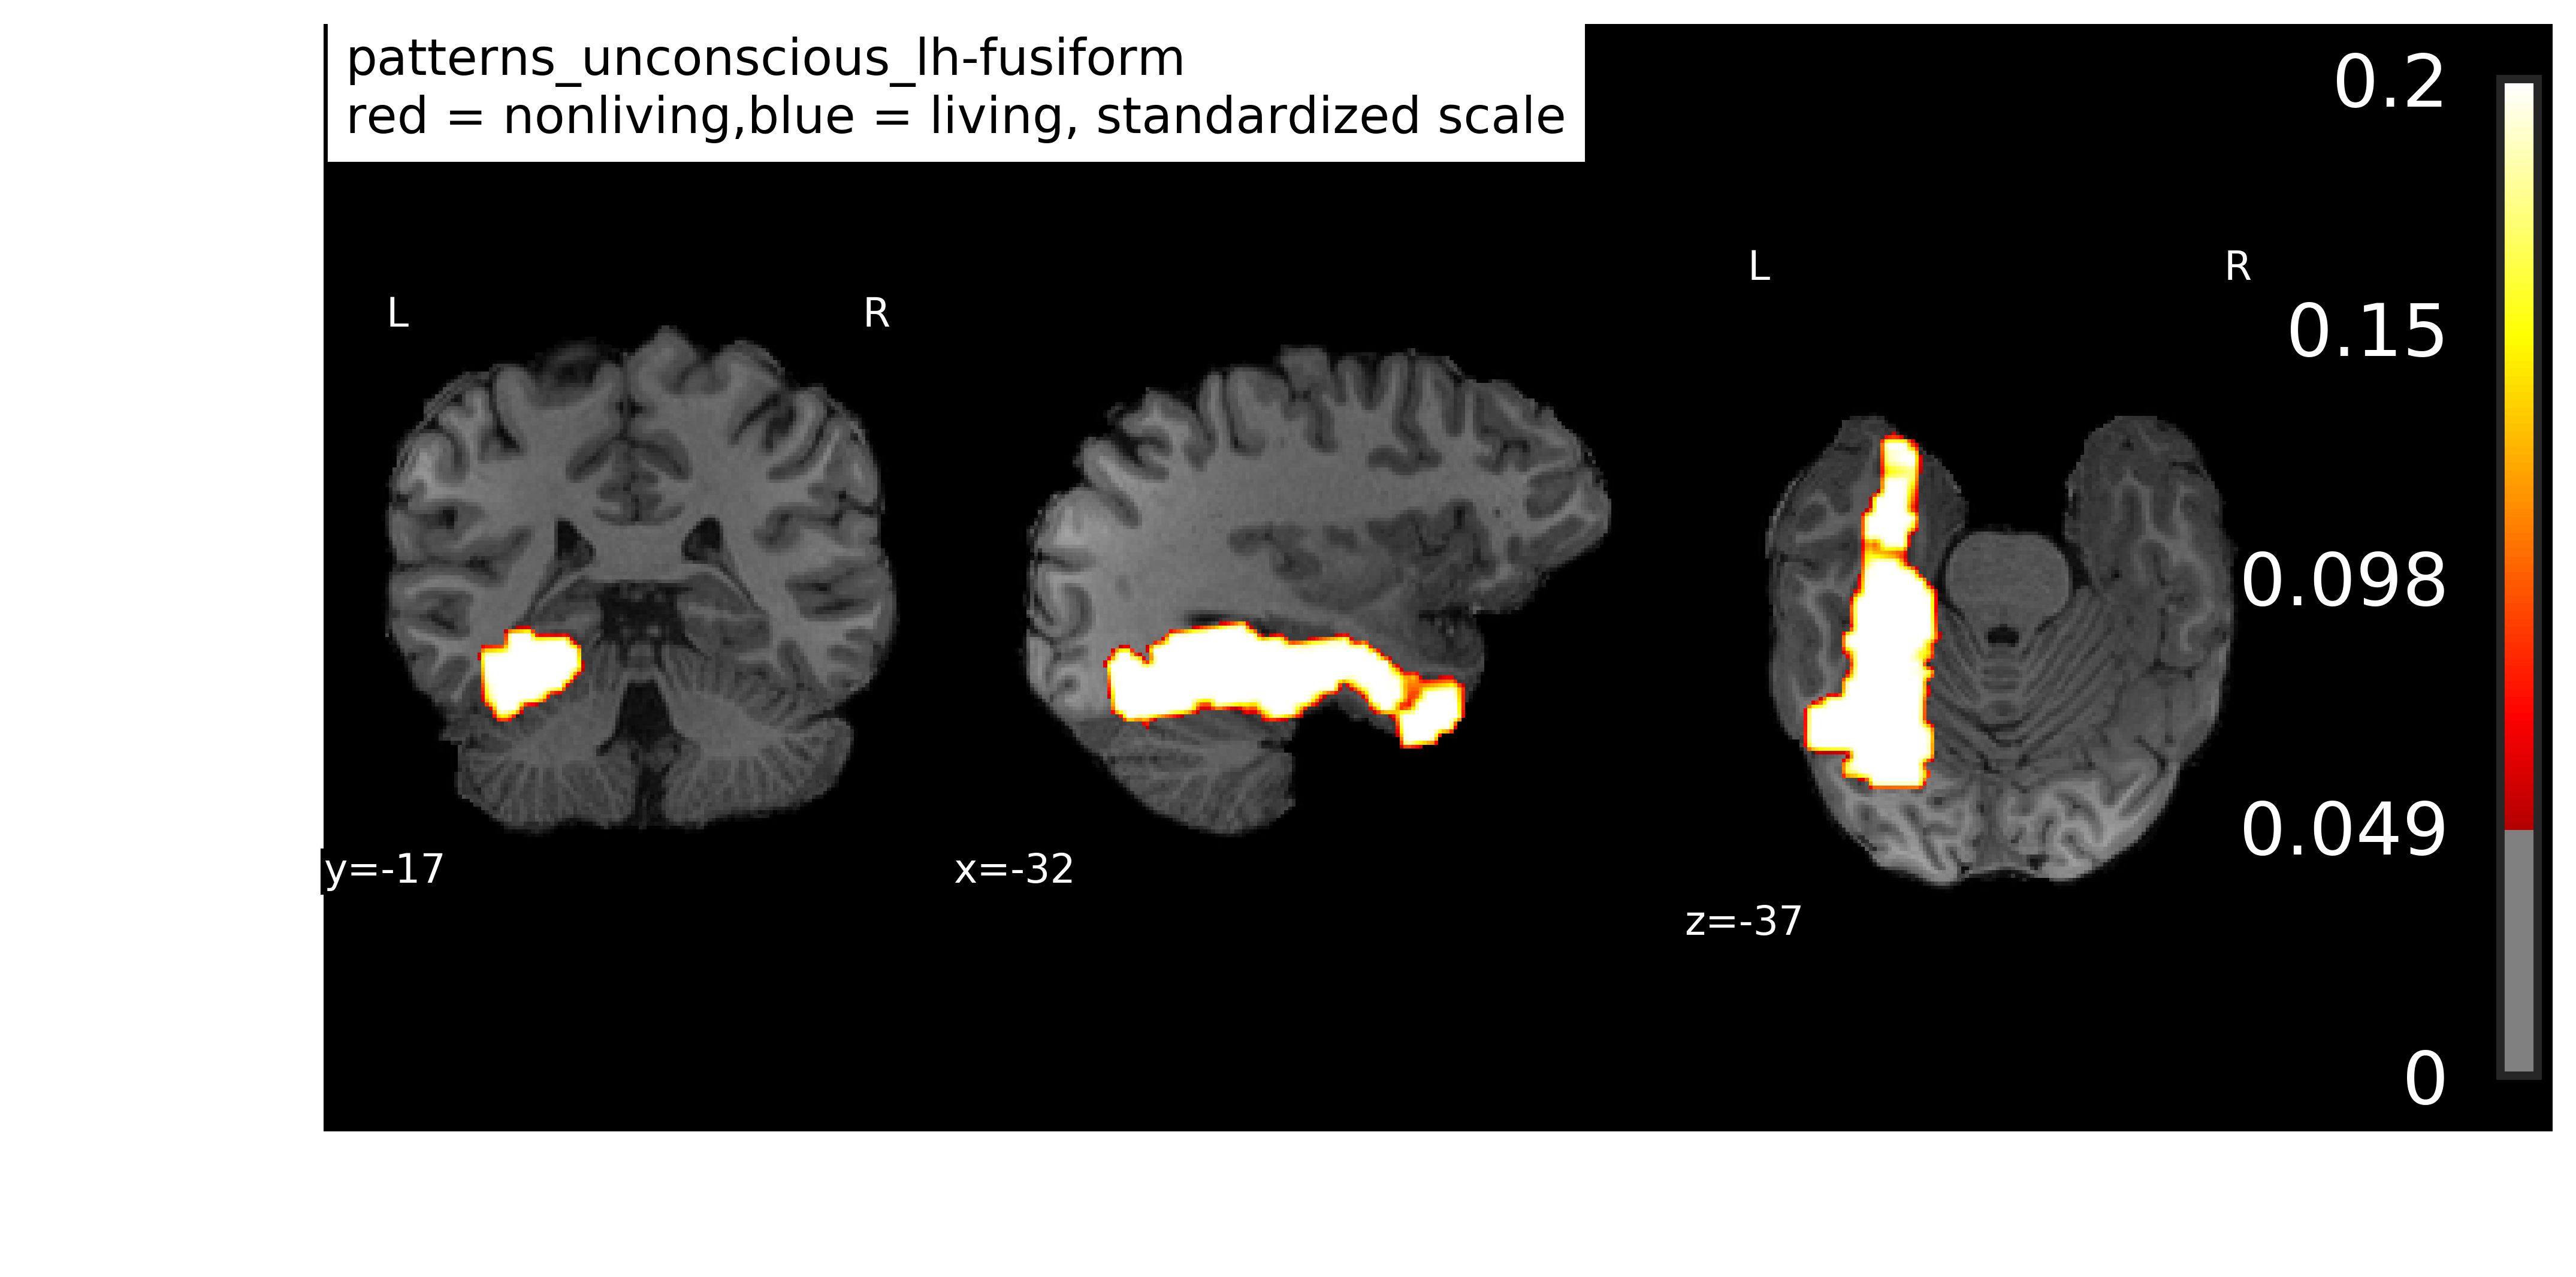 patterns_unconscious_lh-fusiform
red = nonliving,blue = living, standardized scale
L R
y=-17
x=-32
L R
z=-37
0.2
0.15
0.098
0.049
0